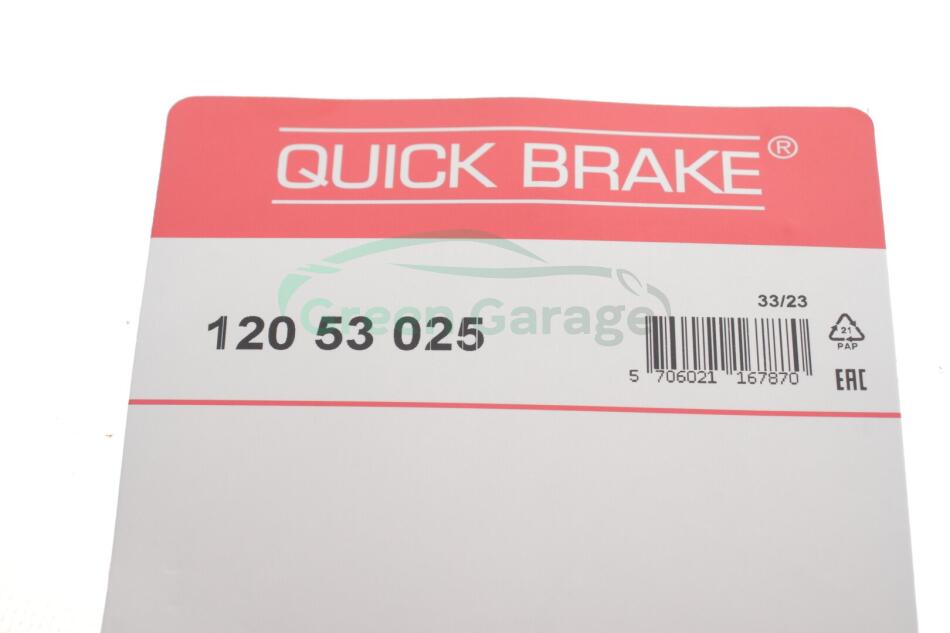 QUICK BRAKE®
33/23
120 53 025
Green Garage
5 706021 167870
21
PAP
EAC